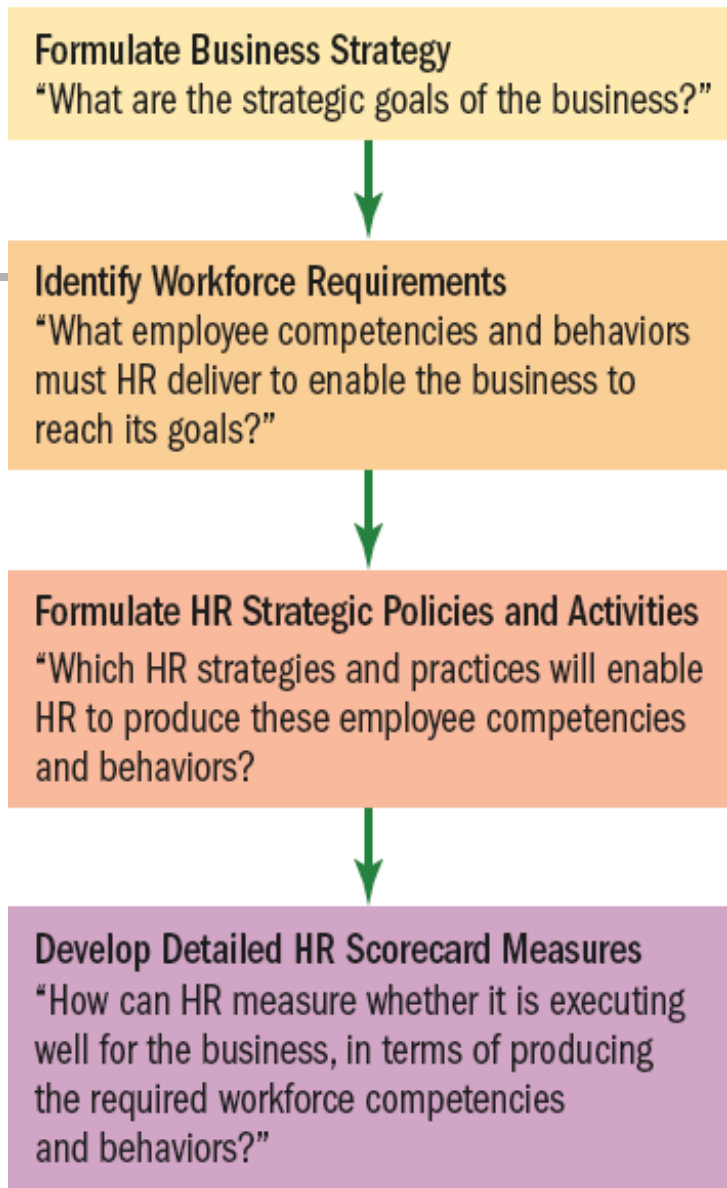 Formulate Business Strategy
“What are the strategic goals of the business?”
Identify Workforce Requirements
“What employee competencies and behaviors
must HR deliver to enable the business to
reach its goals?”
Formulate HR Strategic Policies and Activities
“Which HR strategies and practices will enable
HR to produce these employee competencies
and behaviors?
Develop Detailed HR Scorecard Measures
“How can HR measure whether it is executing
well for the business, in terms of producing
the required workforce competencies
and behaviors?”